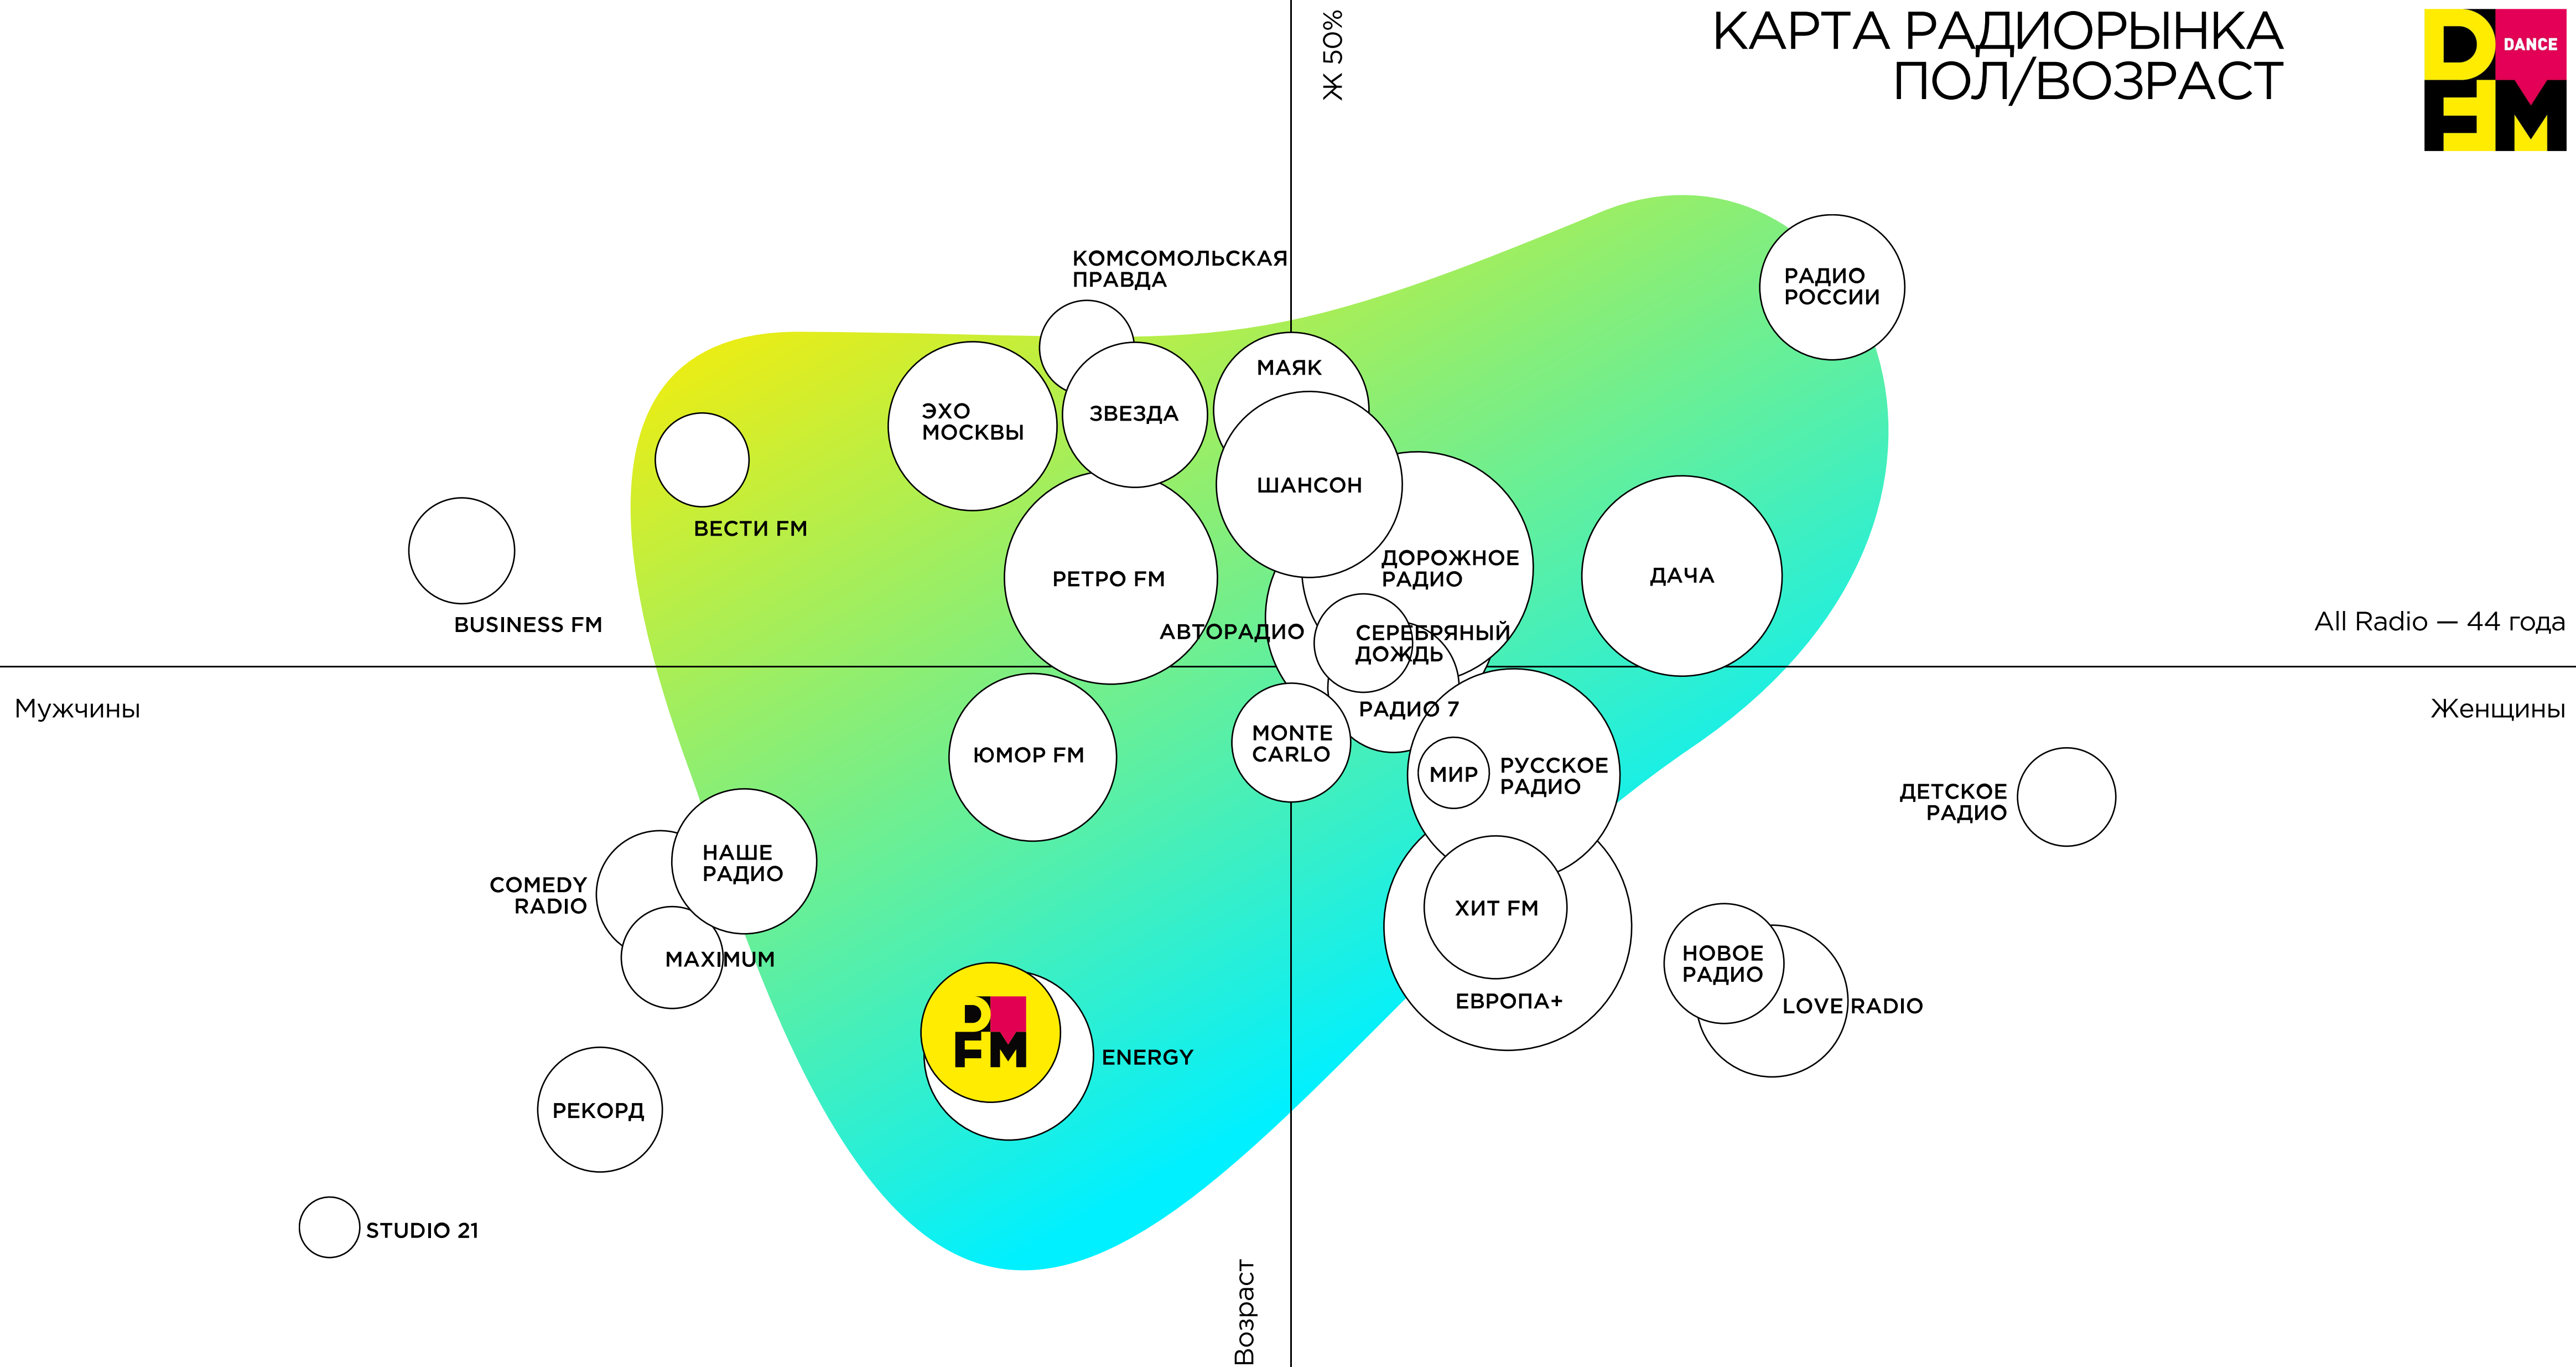 КАРТА РАДИОРЫНКА
ПОЛ/ВОЗРАСТ
DANCE
DFM
Ж 50%
КОМСОМОЛЬСКАЯ
ПРАВДА
РАДИО
РОССИИ
МАЯК
ЭХО
МОСКВЫ
ЗВЕЗДА
ШАНСОН
ВЕСТИ FM
ДОРОЖНОЕ
РАДИО
РЕТРО FM
ДАЧА
BUSINESS FM
АВТОРАДИО
СЕРЕБРЯНЫЙ
ДОЖДЬ
All Radio — 44 года
Мужчины
Женщины
РАДИО 7
MONTE
CARLO
ЮМОР FM
МИР
РУССКОЕ
РАДИО
ДЕТСКОЕ
РАДИО
НАШЕ
РАДИО
COMEDY
RADIO
ХИТ FM
MAXIMUM
НОВОЕ
РАДИО
ЕВРОПА+
LOVE RADIO
DFM
ENERGY
РЕКОРД
STUDIO 21
Возраст